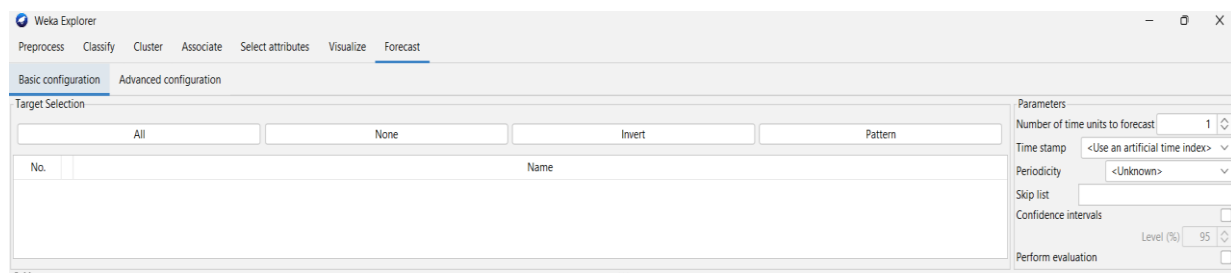 Weka Explorer
Preprocess Classify Cluster Associate Select attributes Visualize Forecast
Basic configuration Advanced configuration
Target Selection
All None Invert Pattern
No. Name
Parameters
Number of time units to forecast 1
Time stamp <Use an artificial time index>
Periodicity <Unknown>
Skip list
Confidence intervals
Level (%) 95
Perform evaluation